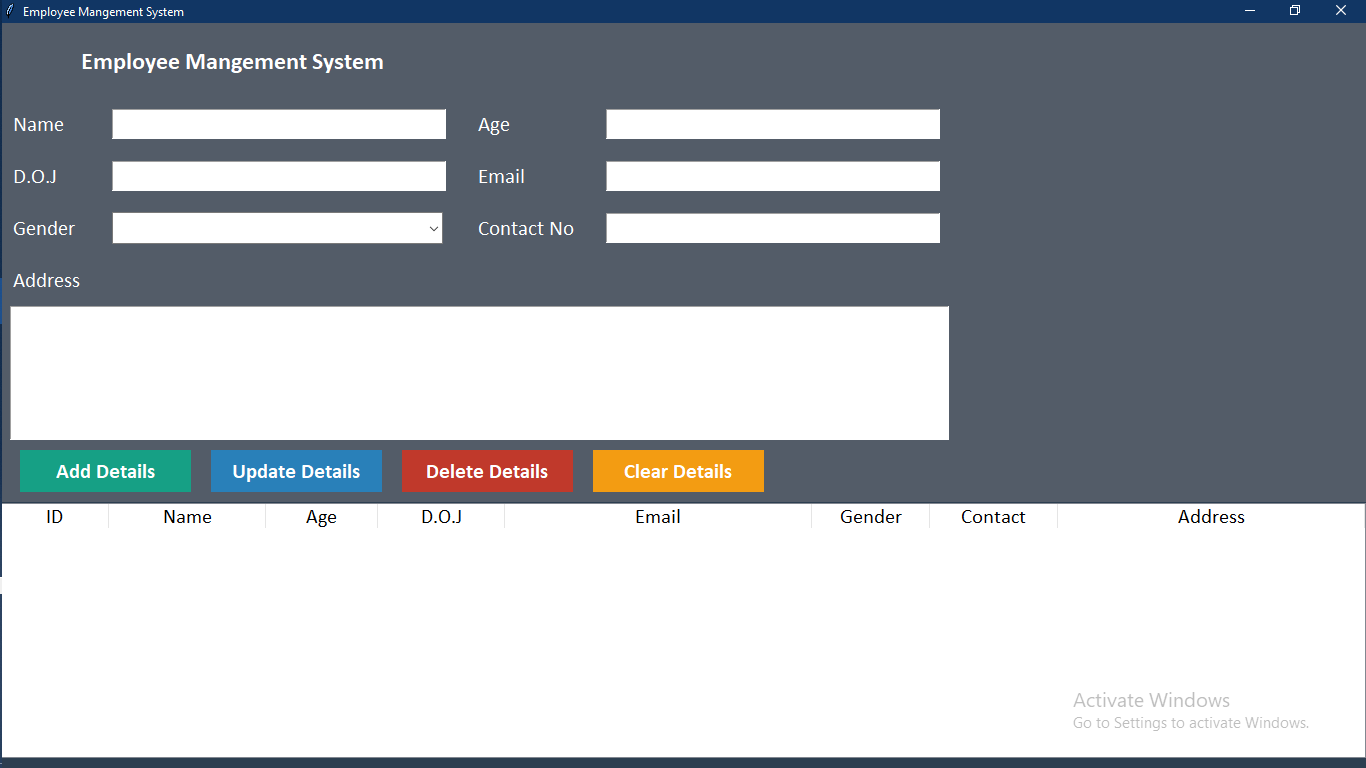 Employee Mangement System
Employee Mangement System
Name Age
D.O.J Email
Gender Contact No
Address
Add Details Update Details Delete Details Clear Details
ID Name Age D.O.J Email Gender Contact Address
Activate Windows
Go to Settings to activate Windows.